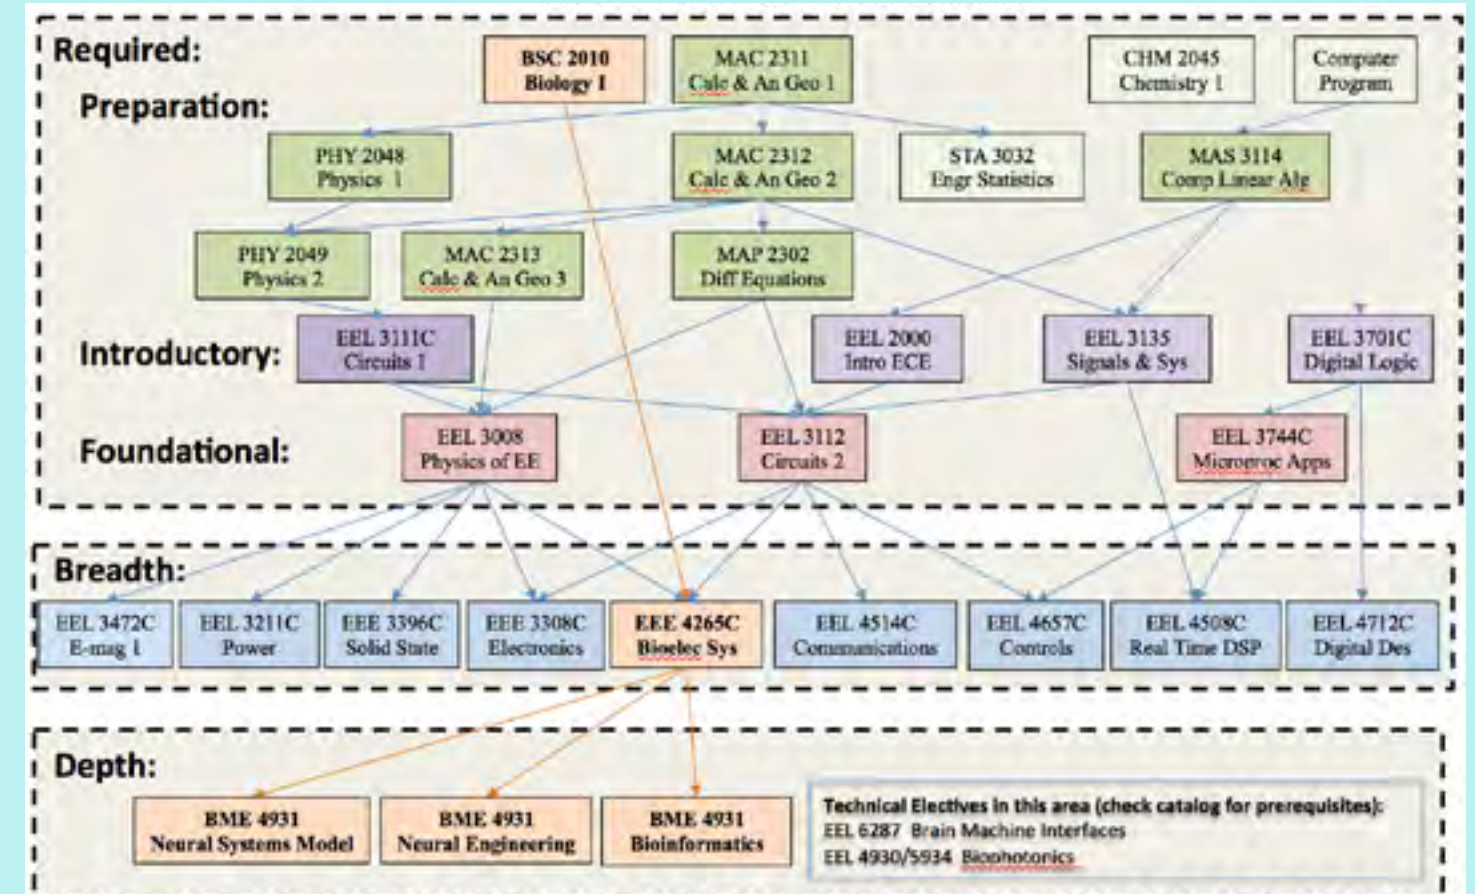 Required:
BSC 2010
Biology I
MAC 2311
Calc & An Geo 1
CHM 2045
Chemistry 1
Computer
Program
Preparation:
PHY 2048
Physics 1
MAC 2312
Calc & An Geo 2
STA 3032
Engr Statistics
MAS 3114
Comp Linear Alg
PHY 2049
Physics 2
MAC 2313
Calc & An Geo 3
MAP 2302
Diff Equations
Introductory:
EEL 3111C
Circuits 1
EEL 2000
Intro ECE
EEL 3135
Signals & Sys
EEL 3701C
Digital Logic
Foundational:
EEL 3008
Physics of EE
EEL 3112
Circuits 2
EEL 3744C
Microproc Apps
Breadth:
EEL 3472C
E-mag 1
EEL 3211C
Power
EEE 3396C
Solid State
EEE 3308C
Electronics
EEE 4265C
Bioelec Sys
EEL 4514C
Communications
EEL 4657C
Controls
EEL 4508C
Real Time DSP
EEL 4712C
Digital Des
Depth:
BME 4931
Neural Systems Model
BME 4931
Neural Engineering
BME 4931
Bioinformatics
Technical Electives in this area (check catalog for prerequisites):
EEL 6287 Brain Machine Interfaces
EEL 4930/5934 Biophotonics